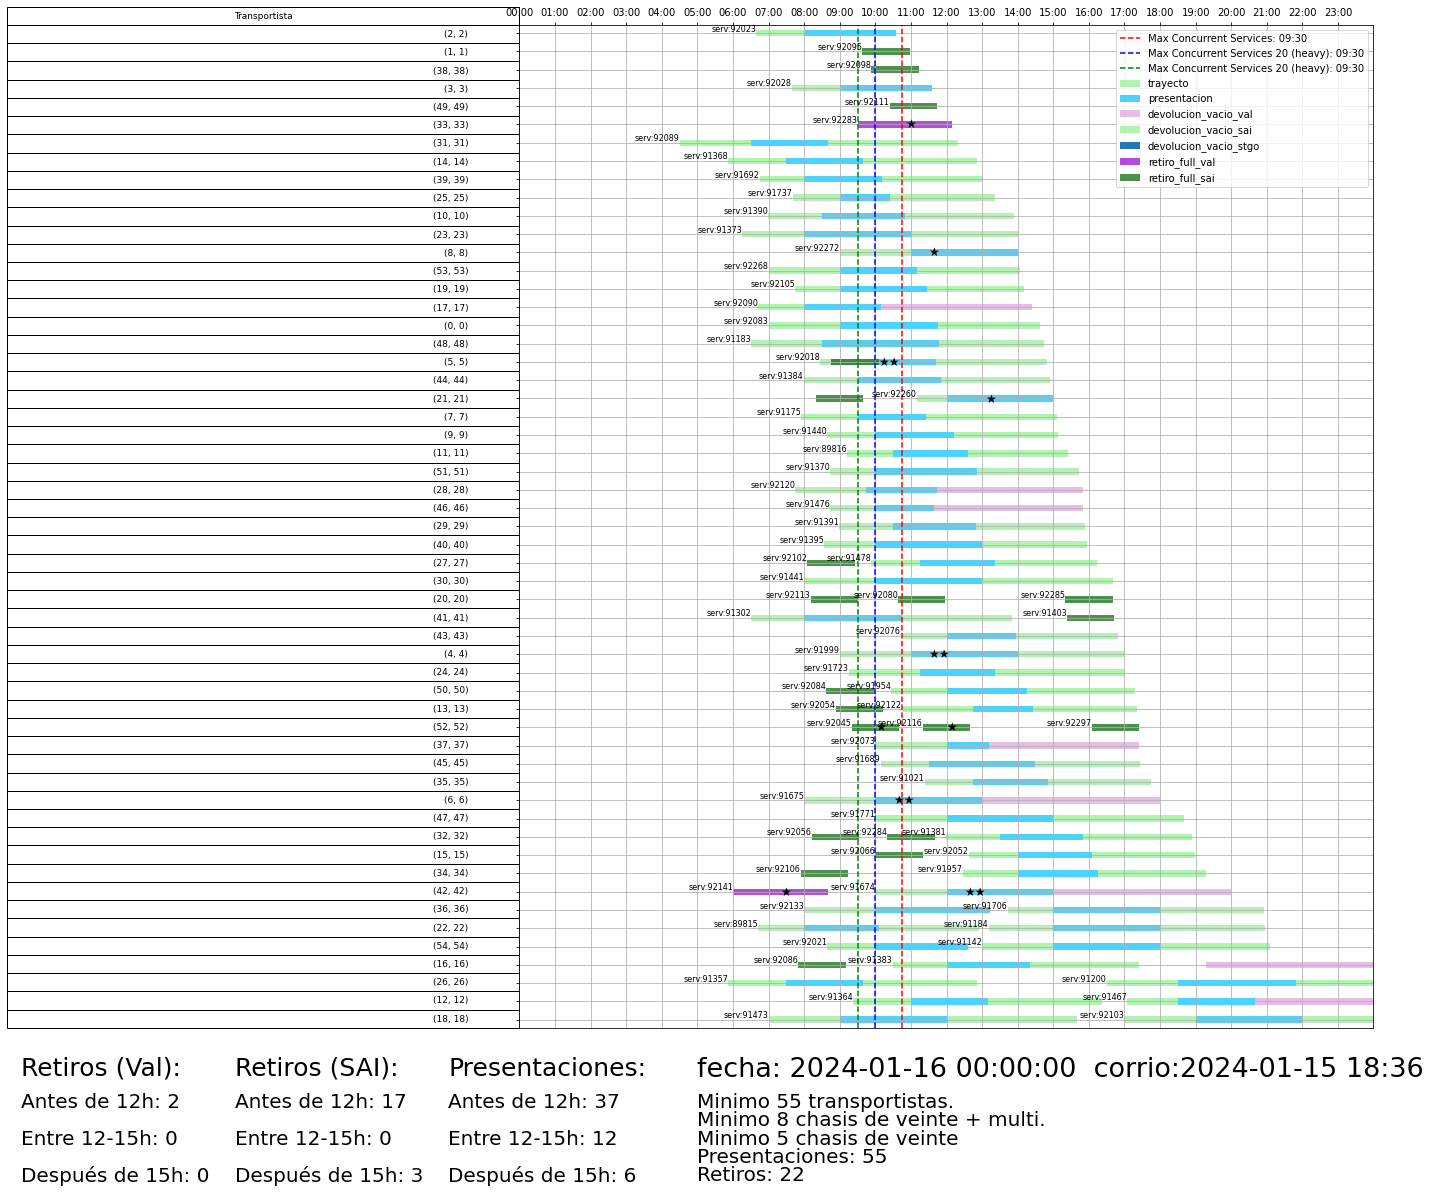 Transportista
00:00 01:00 02:00 03:00 04:00 05:00 06:00 07:00 08:00 09:00 10:00 11:00 12:00 13:00 14:00 15:00 16:00 17:00 18:00 19:00 20:00 21:00 22:00 23:00
Max Concurrent Services: 09:30
Max Concurrent Services 20 (heavy): 09:30
Max Concurrent Services 20 (heavy): 09:30
trayecto
presentacion
devolucion_vacio_val
devolucion_vacio_sai
devolucion_vacio_stgo
retiro_full_val
retiro_full_sai
(2, 2) serv:92023
(1, 1) serv:92095
(38, 38) serv:92098
(3, 3) serv:92028
(49, 49) serv:92111
(33, 33) serv:92283
(31, 31) serv:92089
(14, 14) serv:91368
(39, 39) serv:91692
(25, 25) serv:91737
(10, 10) serv:91390
(23, 23) serv:91373
(8, 8) serv:92272
(53, 53) serv:92268
(19, 19) serv:92105
(17, 17) serv:92090
(0, 0) serv:92083
(48, 48) serv:91183
(5, 5) serv:92018
(44, 44) serv:91384
(21, 21) serv:92260
(7, 7) serv:91175
(9, 9) serv:91440
(11, 11) serv:89816
(51, 51) serv:91370
(28, 28) serv:92120
(46, 46) serv:91476
(29, 29) serv:91391
(40, 40) serv:91395
(27, 27) serv:92102 serv:91478
(30, 30) serv:91441
(20, 20) serv:92113 serv:92080 serv:92285
(41, 41) serv:91302 serv:91403
(43, 43) serv:92076
(4, 4) serv:91999
(24, 24) serv:91723
(50, 50) serv:92084 serv:91954
(13, 13) serv:92054 serv:92122
(52, 52) serv:92045 serv:92116 serv:92297
(37, 37) serv:92073
(45, 45) serv:91689
(35, 35) serv:91021
(6, 6) serv:91675
(47, 47) serv:91771
(32, 32) serv:92056 serv:92284 serv:91381
(15, 15) serv:92066 serv:92052
(34, 34) serv:92106 serv:91957
(42, 42) serv:92141 serv:91674
(36, 36) serv:92133 serv:91706
(22, 22) serv:89815 serv:91184
(54, 54) serv:92021 serv:91142
(16, 16) serv:92086 serv:91383
(26, 26) serv:91357 serv:91200
(12, 12) serv:91364 serv:91467
(18, 18) serv:91473 serv:92103
Retiros (Val):
Antes de 12h: 2
Entre 12-15h: 0
Después de 15h: 0
Retiros (SAI):
Antes de 12h: 17
Entre 12-15h: 0
Después de 15h: 3
Presentaciones:
Antes de 12h: 37
Entre 12-15h: 12
Después de 15h: 6
fecha: 2024-01-16 00:00:00 corrio:2024-01-15 18:36
Minimo 55 transportistas.
Minimo 8 chasis de veinte + multi.
Minimo 5 chasis de veinte
Presentaciones: 55
Retiros: 22